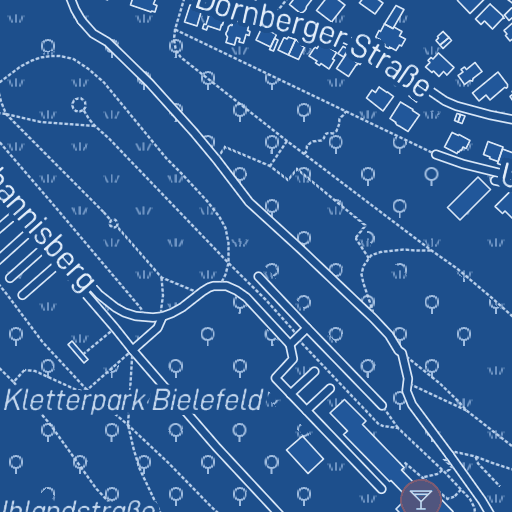 Dornberger Straße
hannisberg
Kletterpark Bielefeld
Uhlandstraße
U